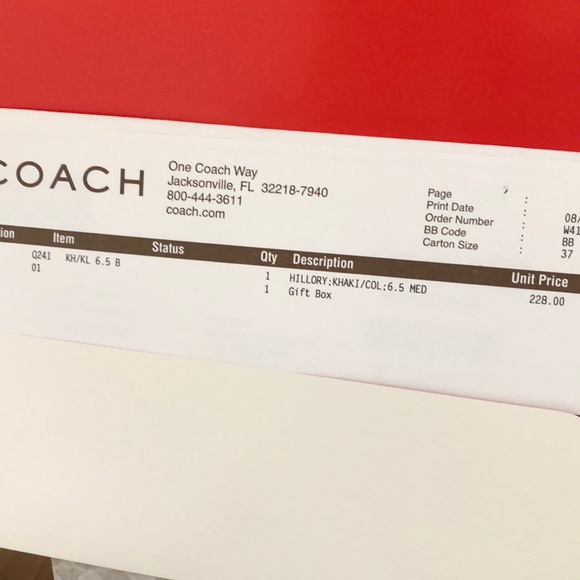 COACH
One Coach Way
Jacksonville, FL 32218-7940
800-444-3611
coach.com
Page :
Print Date : 08/
Order Number : W41
BB Code : BB
Carton Size : 37
ion Item Status Qty Description Unit Price
Q241 KH/KL 6.5 B 1 HILLORY:KHAKI/COL;6.5 MED 228.00
01 1 Gift Box